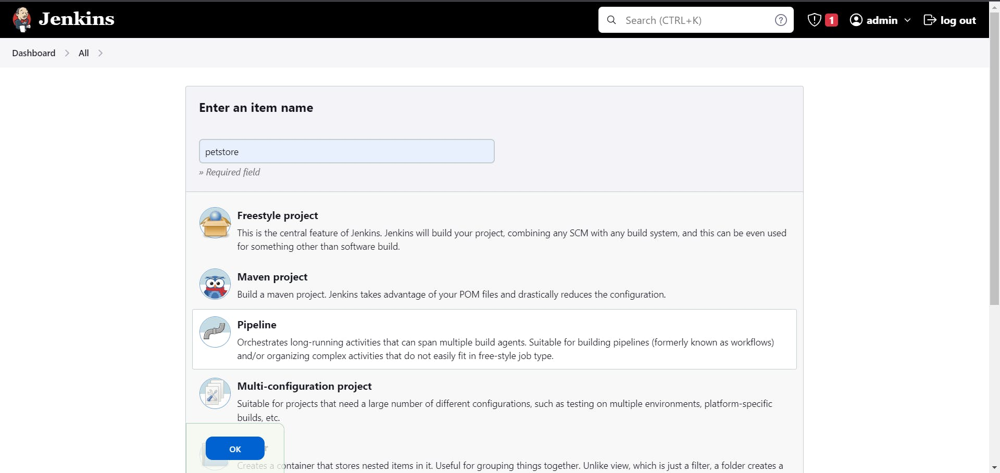 Jenkins
Search (CTRL+K)
1
admin
log out
Dashboard
All
Enter an item name
petstore
» Required field
Freestyle project
This is the central feature of Jenkins. Jenkins will build your project, combining any SCM with any build system, and this can be even used
for something other than software build.
Maven project
Build a maven project. Jenkins takes advantage of your POM files and drastically reduces the configuration.
Pipeline
Orchestrates long-running activities that can span multiple build agents. Suitable for building pipelines (formerly known as workflows)
and/or organizing complex activities that do not easily fit in free-style job type.
Multi-configuration project
Suitable for projects that need a large number of different configurations, such as testing on multiple environments, platform-specific
builds, etc.
OK
Creates a container that stores nested items in it. Useful for grouping things together. Unlike view, which is just a filter, a folder creates a